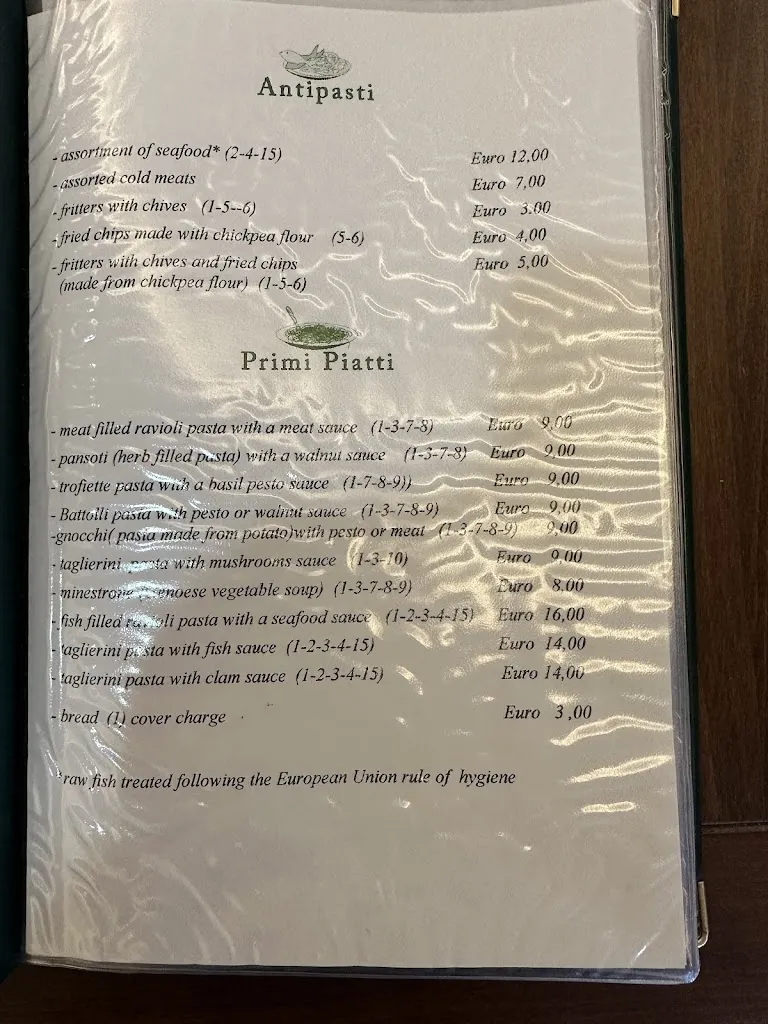 Antipasti
- assortment of seafood* (2-4-15) Euro 12,00
- assorted cold meats Euro 7,00
- fritters with chives (1-5--6) Euro 3.00
- fried chips made with chickpea flour (5-6) Euro 4,00
- fritters with chives and fried chips Euro 5,00
(made from chickpea flour) (1-5-6)
Primi Piatti
- meat filled ravioli pasta with a meat sauce (1-3-7-8) Euro 9,00
- pansoti (herb filled pasta) with a walnut sauce (1-3-7-8) Euro 9,00
- trofiette pasta with a basil pesto sauce (1-7-8-9)) Euro 9.00
- Battolli pasta with pesto or walnut sauce (1-3-7-8-9) Euro 9,00
-gnocchi( pasta made from potato)with pesto or meat (1-3-7-8-9) 9,00
- taglierini pasta with mushrooms sauce (1-3-10) Euro 9,00
- minestrone (Genoese vegetable soup) (1-3-7-8-9) Euro 8.00
- fish filled ravioli pasta with a seafood sauce (1-2-3-4-15) Euro 16,00
- taglierini pasta with fish sauce (1-2-3-4-15) Euro 14,00
- taglierini pasta with clam sauce (1-2-3-4-15) Euro 14,00
- bread (1) cover charge Euro 3,00
*raw fish treated following the European Union rule of hygiene